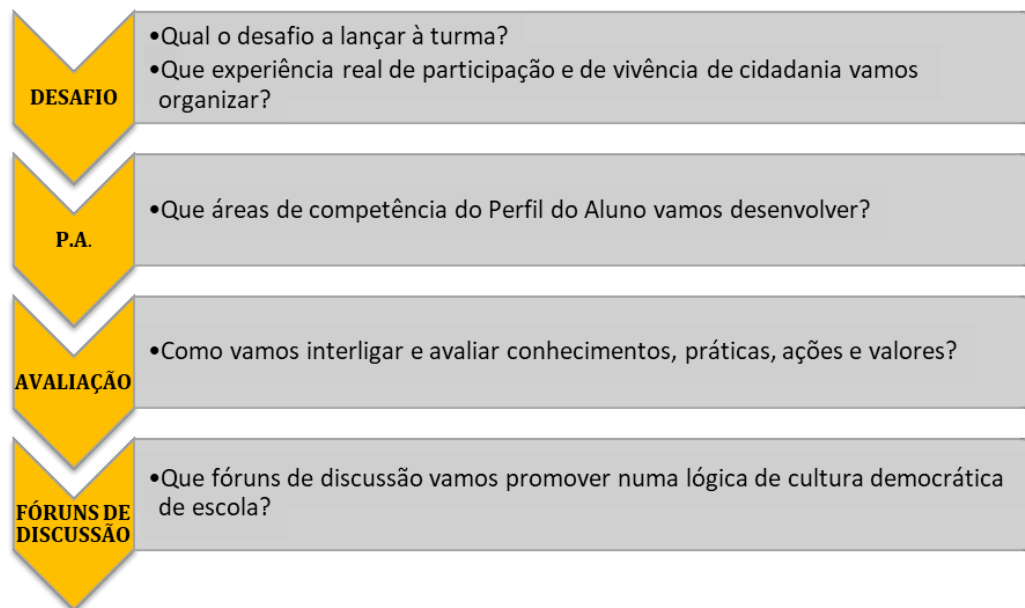 DESAFIO
•Qual o desafio a lançar à turma?
•Que experiência real de participação e de vivência de cidadania vamos
organizar?
P.A.
•Que áreas de competência do Perfil do Aluno vamos desenvolver?
AVALIAÇÃO
•Como vamos interligar e avaliar conhecimentos, práticas, ações e valores?
FÓRUNS DE
DISCUSSÃO
•Que fóruns de discussão vamos promover numa lógica de cultura democrática
de escola?